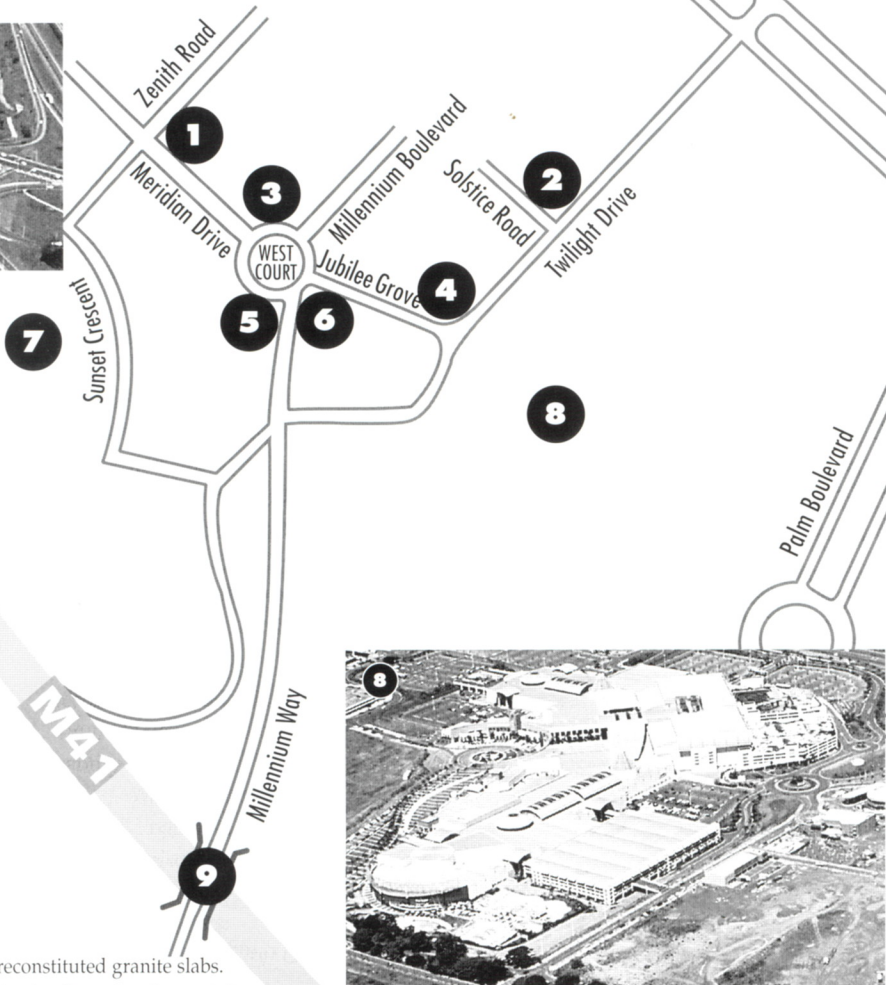 Zenith Road
1
Meridian Drive
3
Millennium Boulevard
WEST
COURT
Jubilee Grove
Solstice Road
2
Twilight Drive
4
5
6
7
Sunset Crescent
8
Palm Boulevard
M41
Millennium Way
9
8
reconstituted granite slabs.